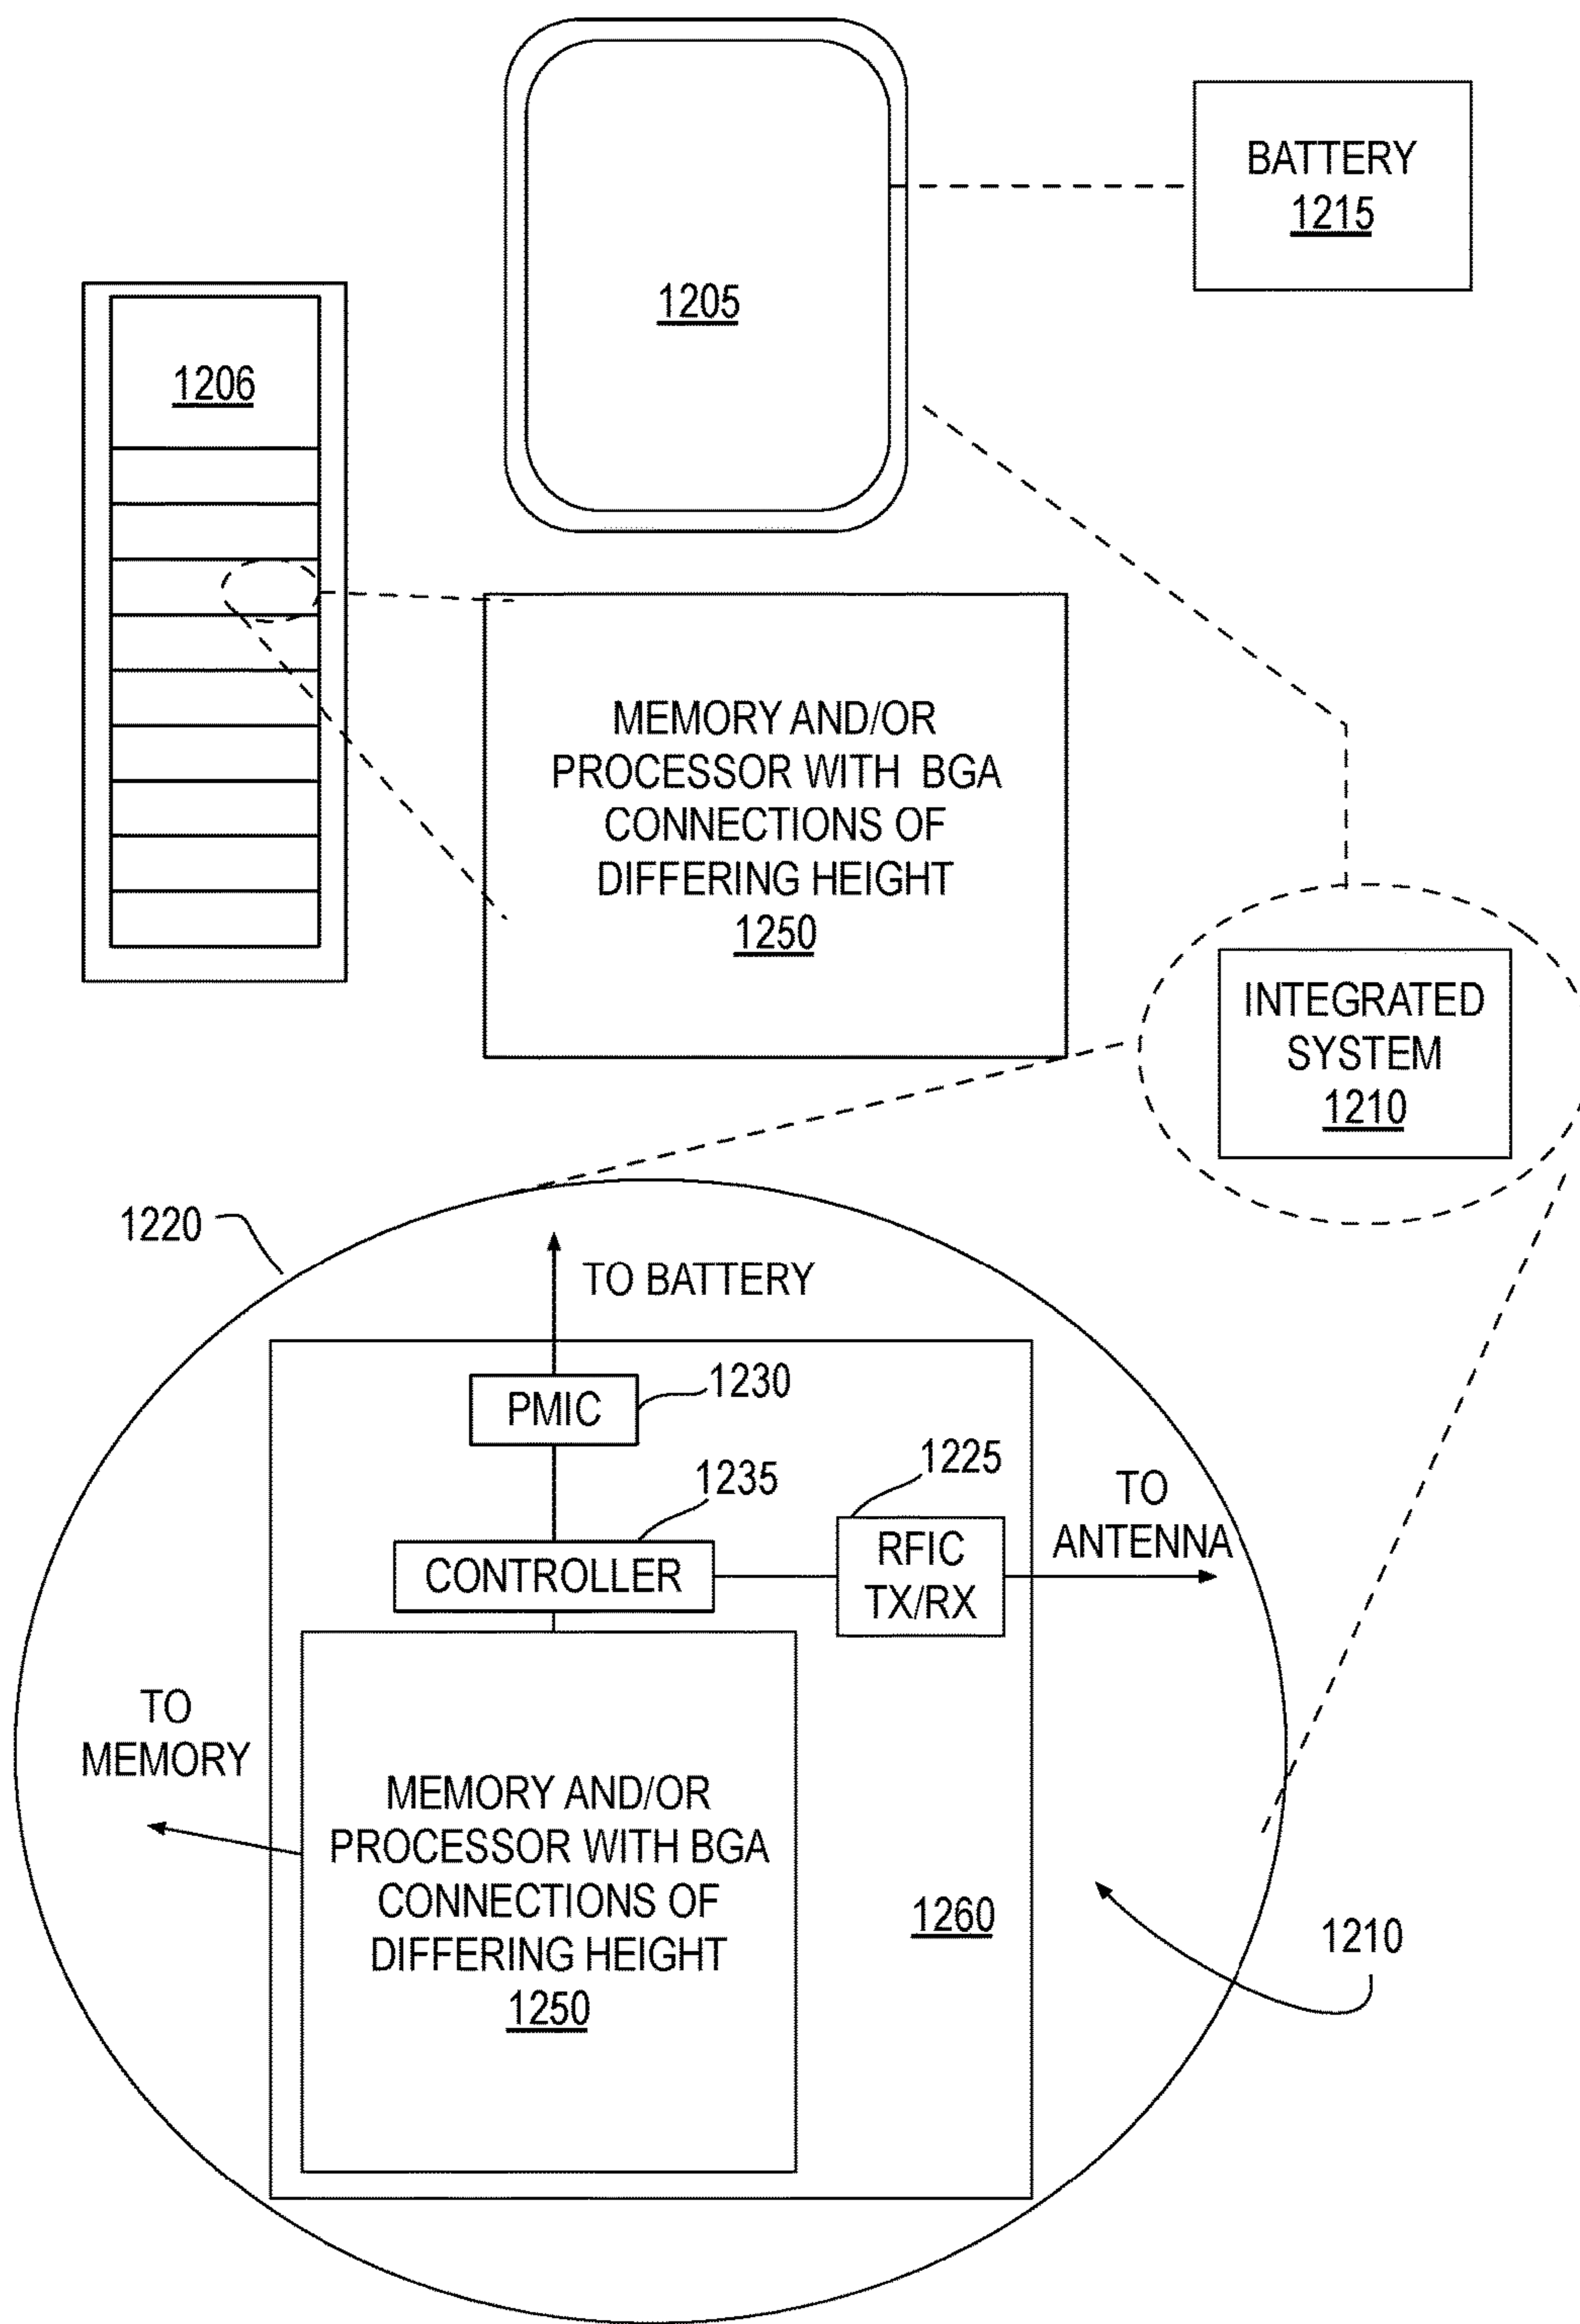 BATTERY
1215
1205
1206
MEMORY AND/OR
PROCESSOR WITH BGA
CONNECTIONS OF
DIFFERING HEIGHT
1250
INTEGRATED
SYSTEM
1210
1220
TO BATTERY
PMIC
1230
1235
1225
CONTROLLER
RFIC
TX/RX
TO
ANTENNA
TO
MEMORY
MEMORY AND/OR
PROCESSOR WITH BGA
CONNECTIONS OF
DIFFERING HEIGHT
1250
1260
1210